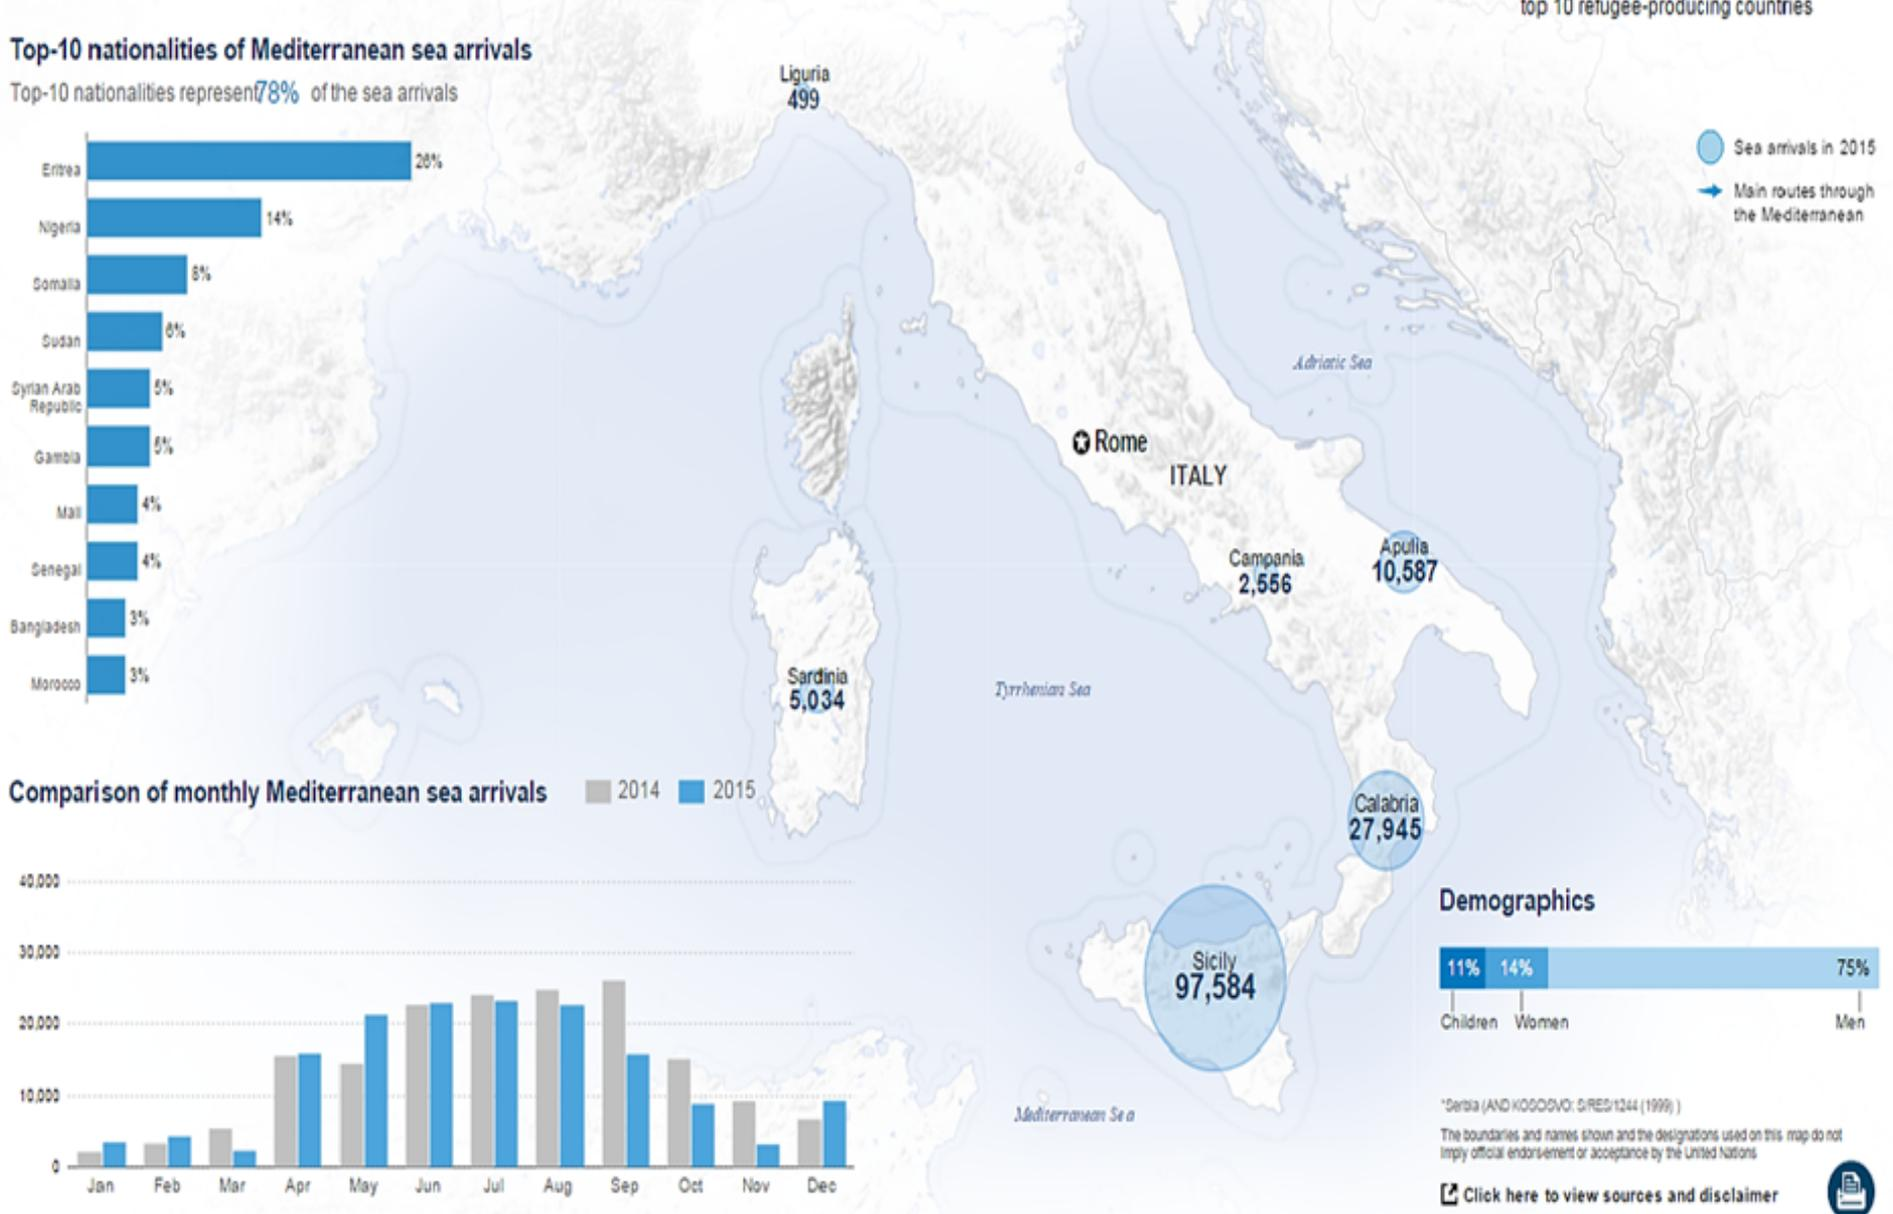 top 10 refugee-producing countries
Top-10 nationalities of Mediterranean sea arrivals
Top-10 nationalities represent 78% of the sea arrivals
Eritrea 26%
Nigeria 14%
Somalia 8%
Sudan 6%
Syrian Arab
Republic 5%
Gambia 5%
Mali 4%
Senegal 4%
Bangladesh 3%
Morocco 3%
Liguria
499
Sea arrivals in 2015
Main routes through
the Mediterranean
Adriatic Sea
Rome
ITALY
Campania
2,556
Apulia
10,587
Sardinia
5,034
Tyrrhenian Sea
Calabria
27,945
Sicily
97,584
Mediterranean Sea
Comparison of monthly Mediterranean sea arrivals 2014 2015
40,000
30,000
20,000
10,000
0
Jan Feb Mar Apr May Jun Jul Aug Sep Oct Nov Dec
Demographics
11% 14% 75%
Children Women Men
*Serbia (AND KOSOSVO: S/RES/1244 (1999) )
The boundaries and names shown and the designations used on this map do not
imply official endorsement or acceptance by the United Nations
Click here to view sources and disclaimer